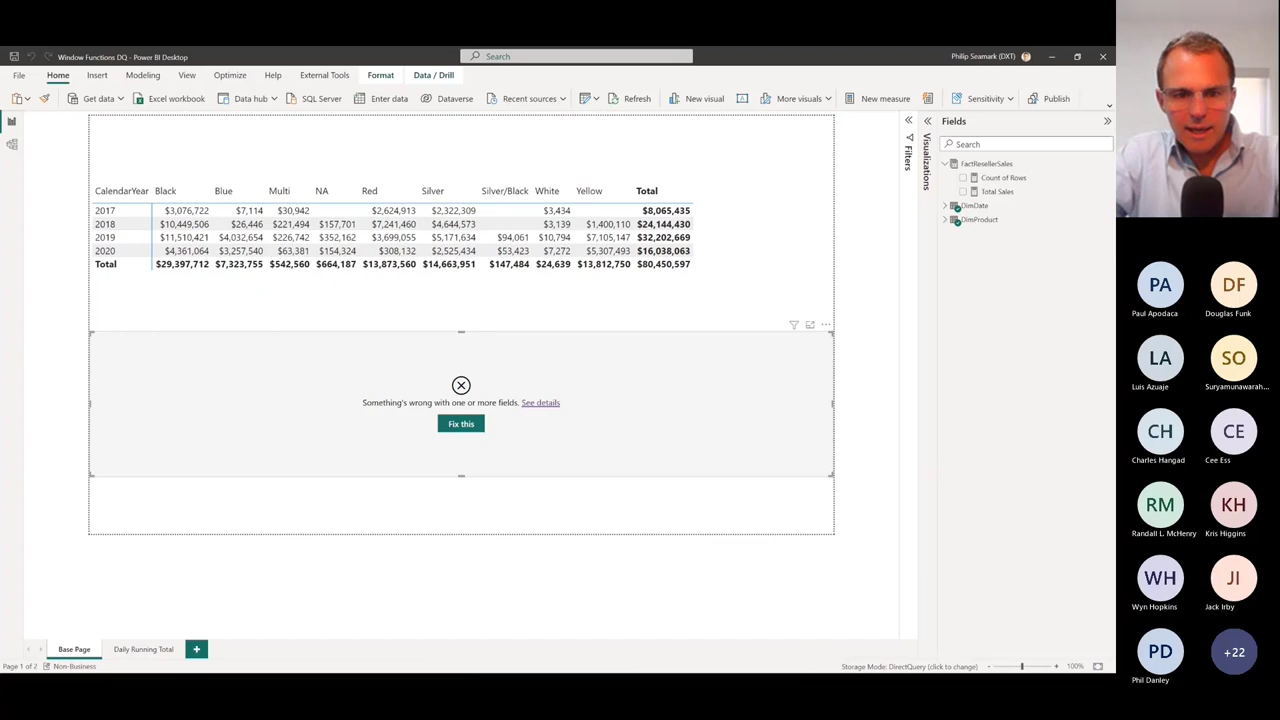 Window Functions DQ - Power BI Desktop
Search
Philip Seamark (DXT)
File Home Insert Modeling View Optimize Help External Tools Format Data / Drill
Get data Excel workbook Data hub SQL Server Enter data Dataverse Recent sources Refresh New visual More visuals New measure Sensitivity Publish
Filters
Visualizations
Fields
Search
FactResellerSales
Count of Rows
Total Sales
DimDate
DimProduct
CalendarYear Black Blue Multi NA Red Silver Silver/Black White Yellow Total
2017 $3,076,722 $7,114 $30,942 $2,624,913 $2,322,309 $3,434 $8,065,435
2018 $10,449,506 $26,446 $221,494 $157,701 $7,241,460 $4,644,573 $3,139 $1,400,110 $24,144,430
2019 $11,510,421 $4,032,654 $226,742 $352,162 $3,699,055 $5,171,634 $94,061 $10,794 $7,105,147 $32,202,669
2020 $4,361,064 $3,257,540 $63,381 $154,324 $308,132 $2,525,434 $53,423 $7,272 $5,307,493 $16,038,063
Total $29,397,712 $7,323,755 $542,560 $664,187 $13,873,560 $14,663,951 $147,484 $24,639 $13,812,750 $80,450,597
Something's wrong with one or more fields. See details
Fix this
Base Page Daily Running Total +
Page 1 of 2 Non-Business
Storage Mode: DirectQuery (click to change) - + 100%
PA DF
Paul Apodaca Douglas Funk
LA SO
Luis Azuaje Suryamunawarah...
CH CE
Charles Hangad Cee Ess
RM KH
Randall L. McHenry Kris Higgins
WH JI
Wyn Hopkins Jack Irby
PD +22
Phil Danley